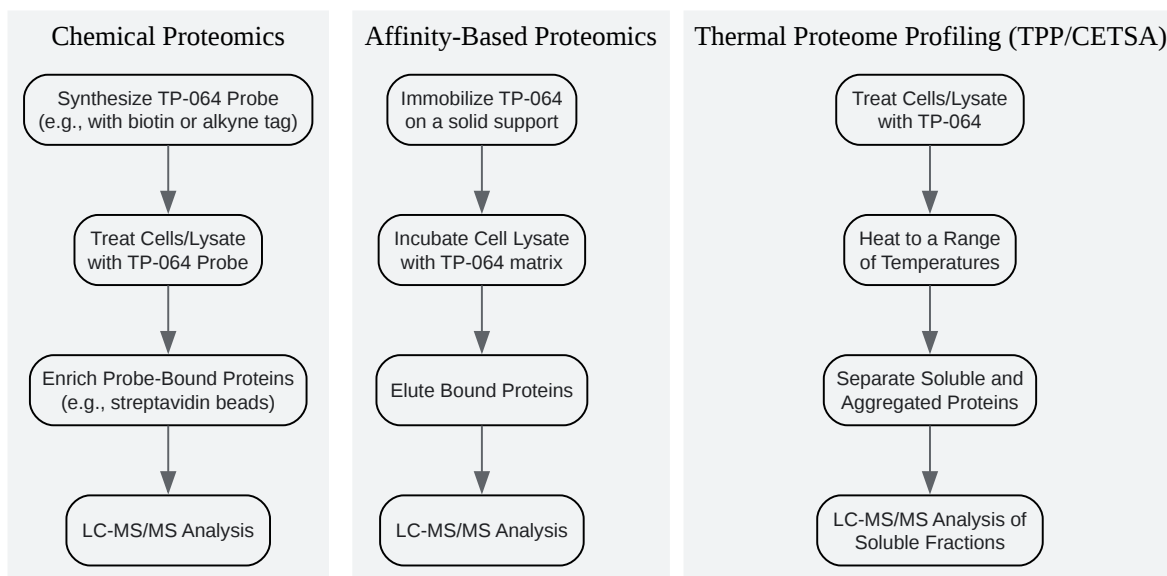 Chemical Proteomics
Synthesize TP-064 Probe
(e.g., with biotin or alkyne tag)
Treat Cells/Lysate
with TP-064 Probe
Enrich Probe-Bound Proteins
(e.g., streptavidin beads)
LC-MS/MS Analysis
Affinity-Based Proteomics
Immobilize TP-064
on a solid support
Incubate Cell Lysate
with TP-064 matrix
Elute Bound Proteins
LC-MS/MS Analysis
Thermal Proteome Profiling (TPP/CETSA)
Treat Cells/Lysate
with TP-064
Heat to a Range
of Temperatures
Separate Soluble and
Aggregated Proteins
LC-MS/MS Analysis of
Soluble Fractions